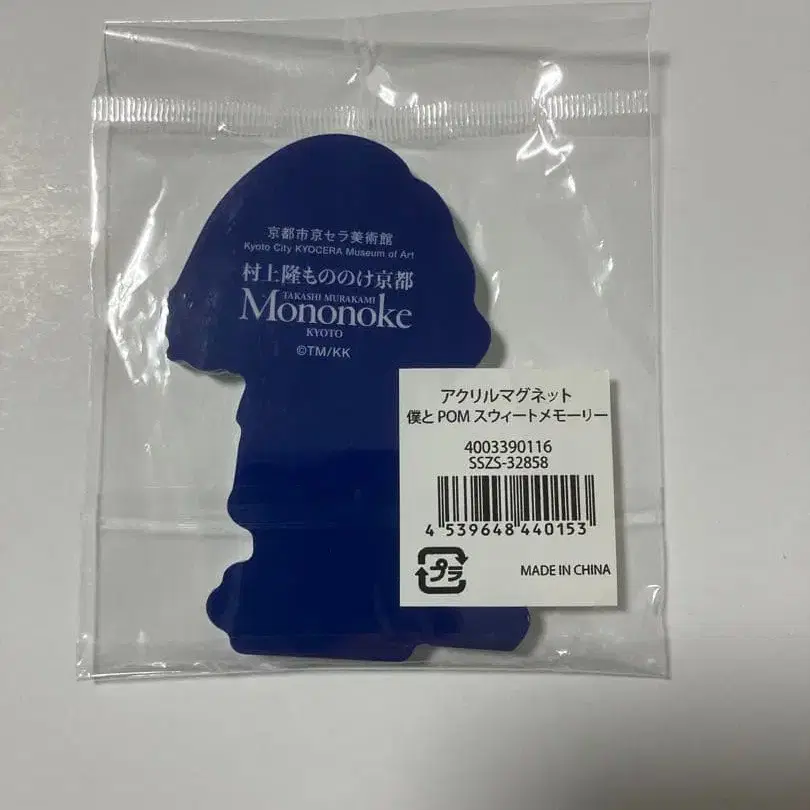 京都市京セラ美術館
Kyoto City KYOCERA Museum of Art
村上隆もののけ京都
TAKASHI MURAKAMI
Mononoke
KYOTO
©TM/KK
アクリルマグネット
僕と POM スウィートメモーリー
4003390116
SSZS-32858
4 539648 440153
プラ
MADE IN CHINA